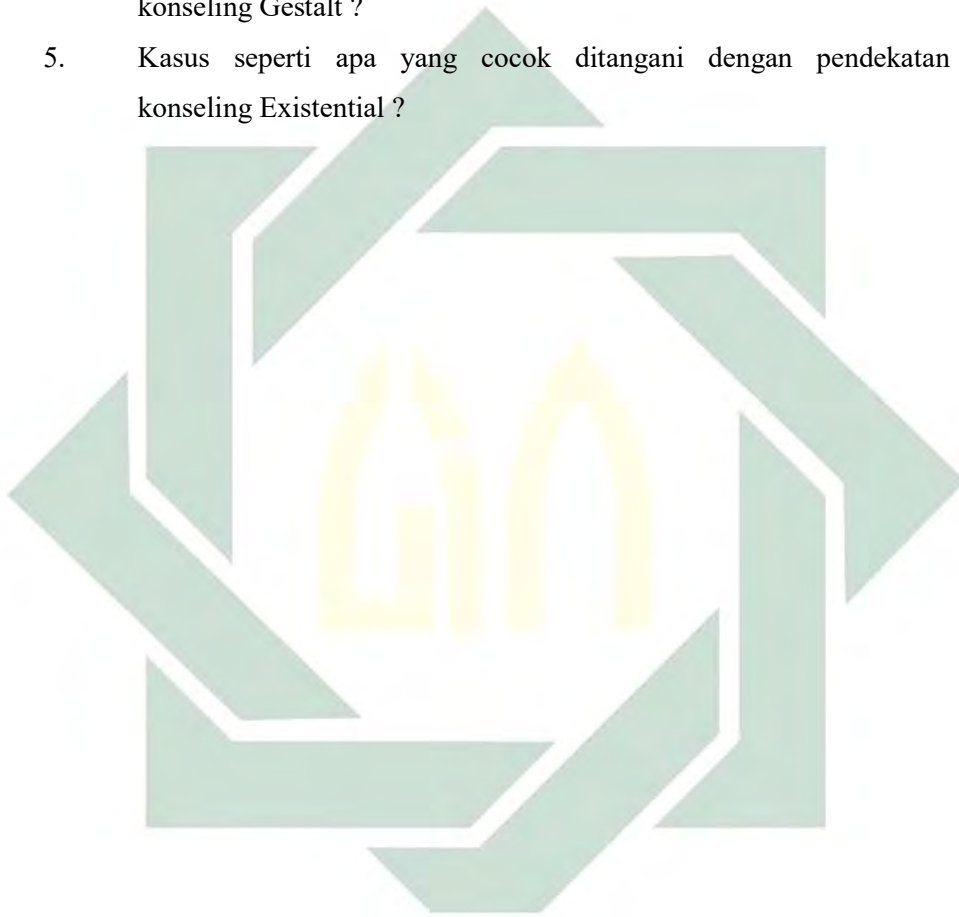 konseling Gestalt ?
5. Kasus seperti apa yang cocok ditangani dengan pendekatan
konseling Existential ?